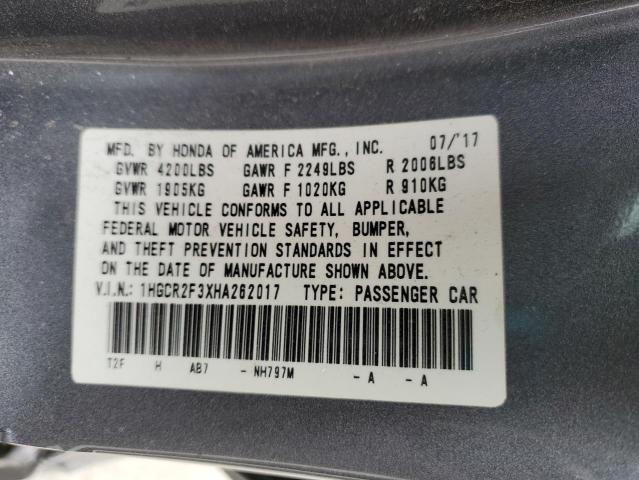 MFD. BY HONDA OF AMERICA MFG., INC. 07/'17
GVWR 4200LBS GAWR F 2249LBS R 2006LBS
GVWR 1905KG GAWR F 1020KG R 910KG
THIS VEHICLE CONFORMS TO ALL APPLICABLE
FEDERAL MOTOR VEHICLE SAFETY, BUMPER,
AND THEFT PREVENTION STANDARDS IN EFFECT
ON THE DATE OF MANUFACTURE SHOWN ABOVE.
V.I.N.: 1HGCR2F3XHA262017 TYPE: PASSENGER CAR
T2F H AB7 - NH797M - A - A